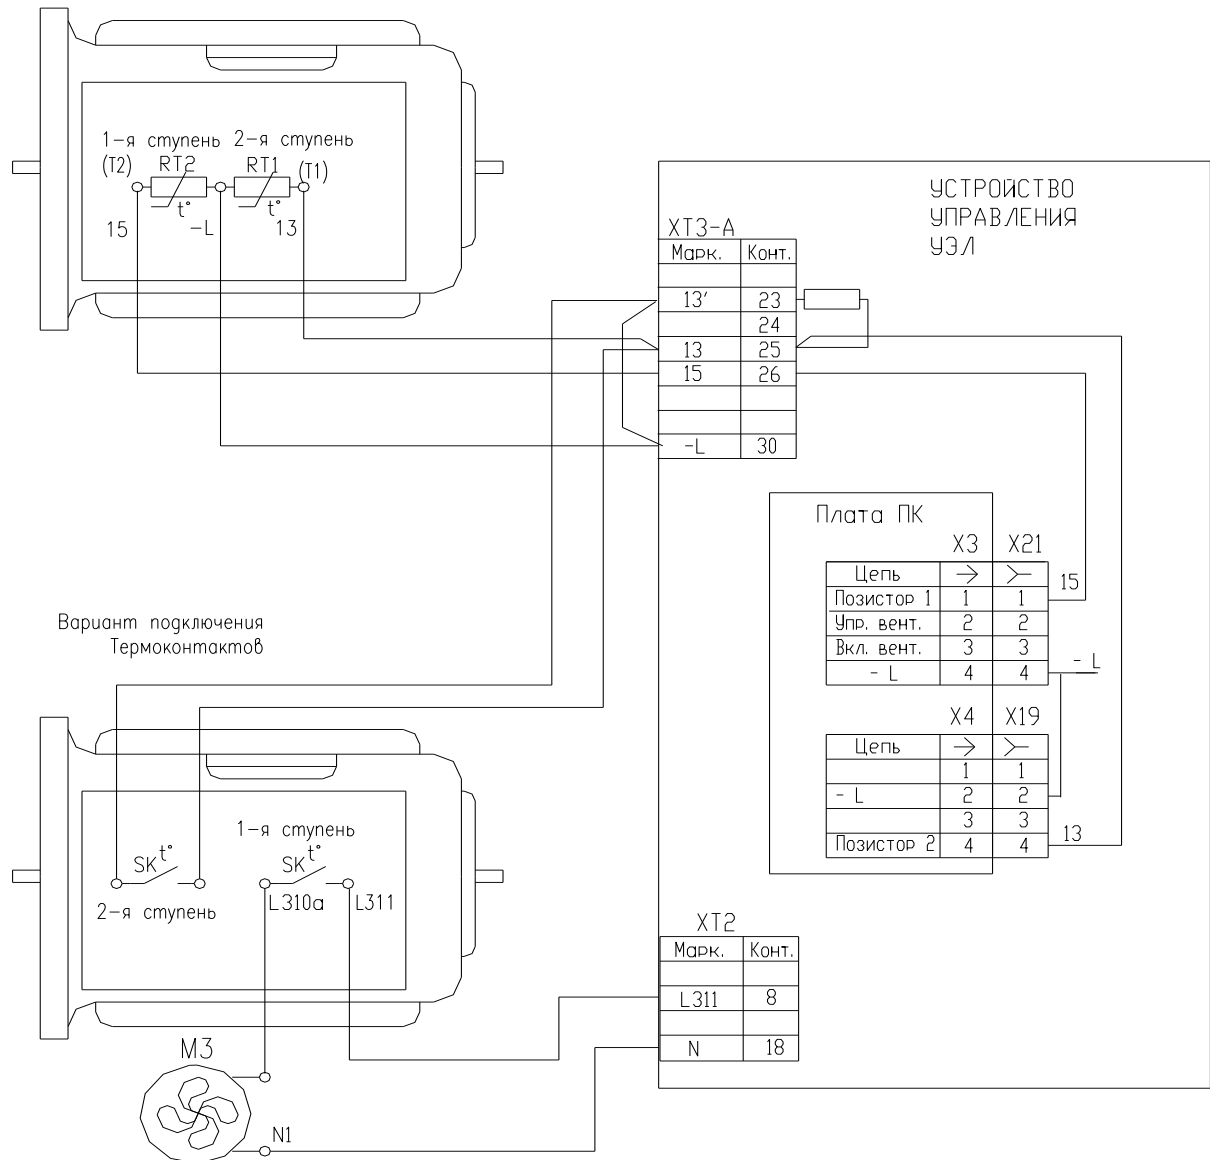 1-я ступень 2-я ступень
(T2) RT2 RT1 (T1)
t° t°
15 -L 13
УСТРОЙСТВО
УПРАВЛЕНИЯ
УЭЛ
XT3-A
Марк. Конт.
13' 23
24
13 25
15 26
-L 30
Плата ПК
X3 X21
Цепь
15
Позистор 1 1 1
Упр. вент. 2 2
Вкл. вент. 3 3
- L 4 4
- L
X4 X19
Цепь
1 1
- L 2 2
3 3
13
Позистор 2 4 4
Вариант подключения
Термоконтактов
1-я ступень
SK t° SK t°
L310a L311
2-я ступень
XT2
Марк. Конт.
L311 8
N 18
M3
N1